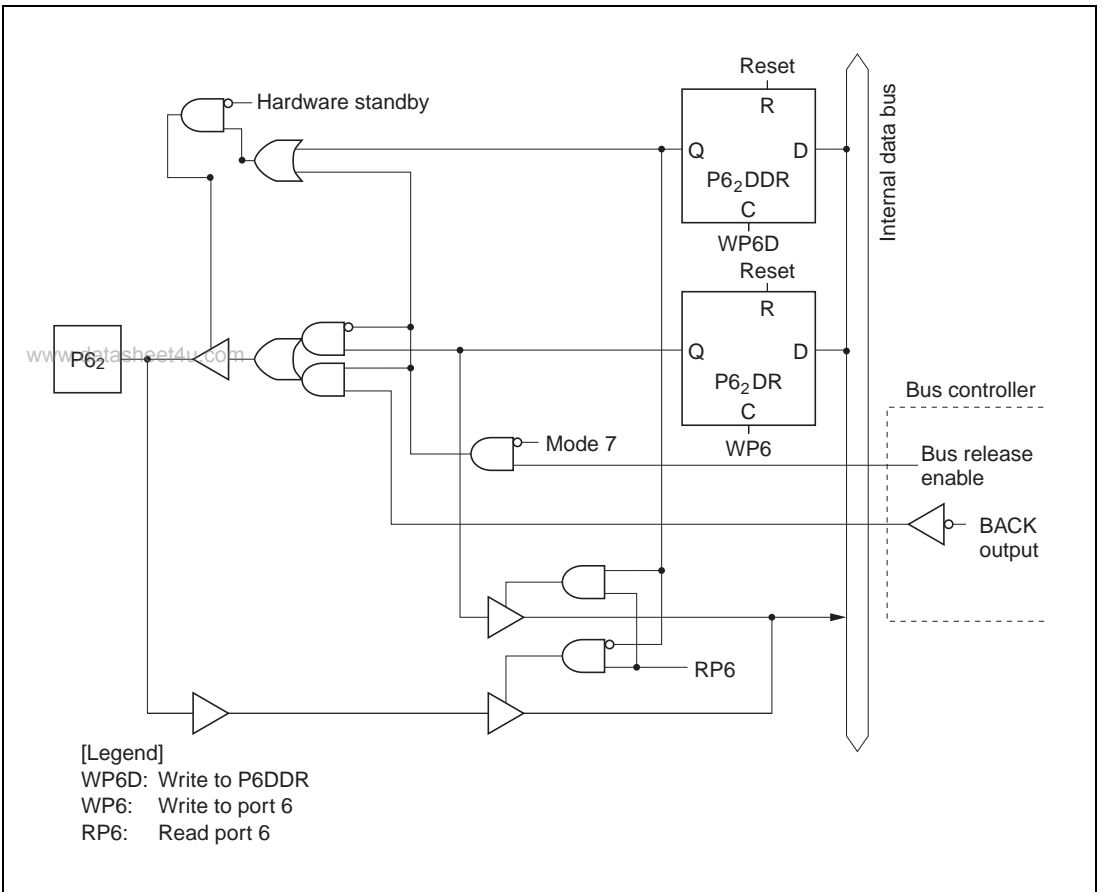 Reset
Hardware standby
R
Q
D
P6₂DDR
C
WP6D
Internal data bus
Reset
R
Q
D
P6₂DR
C
WP6
www.datasheet4u.com
P6₂
Bus controller
Mode 7
Bus release
enable
BACK
output
RP6
[Legend]
WP6D: Write to P6DDR
WP6: Write to port 6
RP6: Read port 6